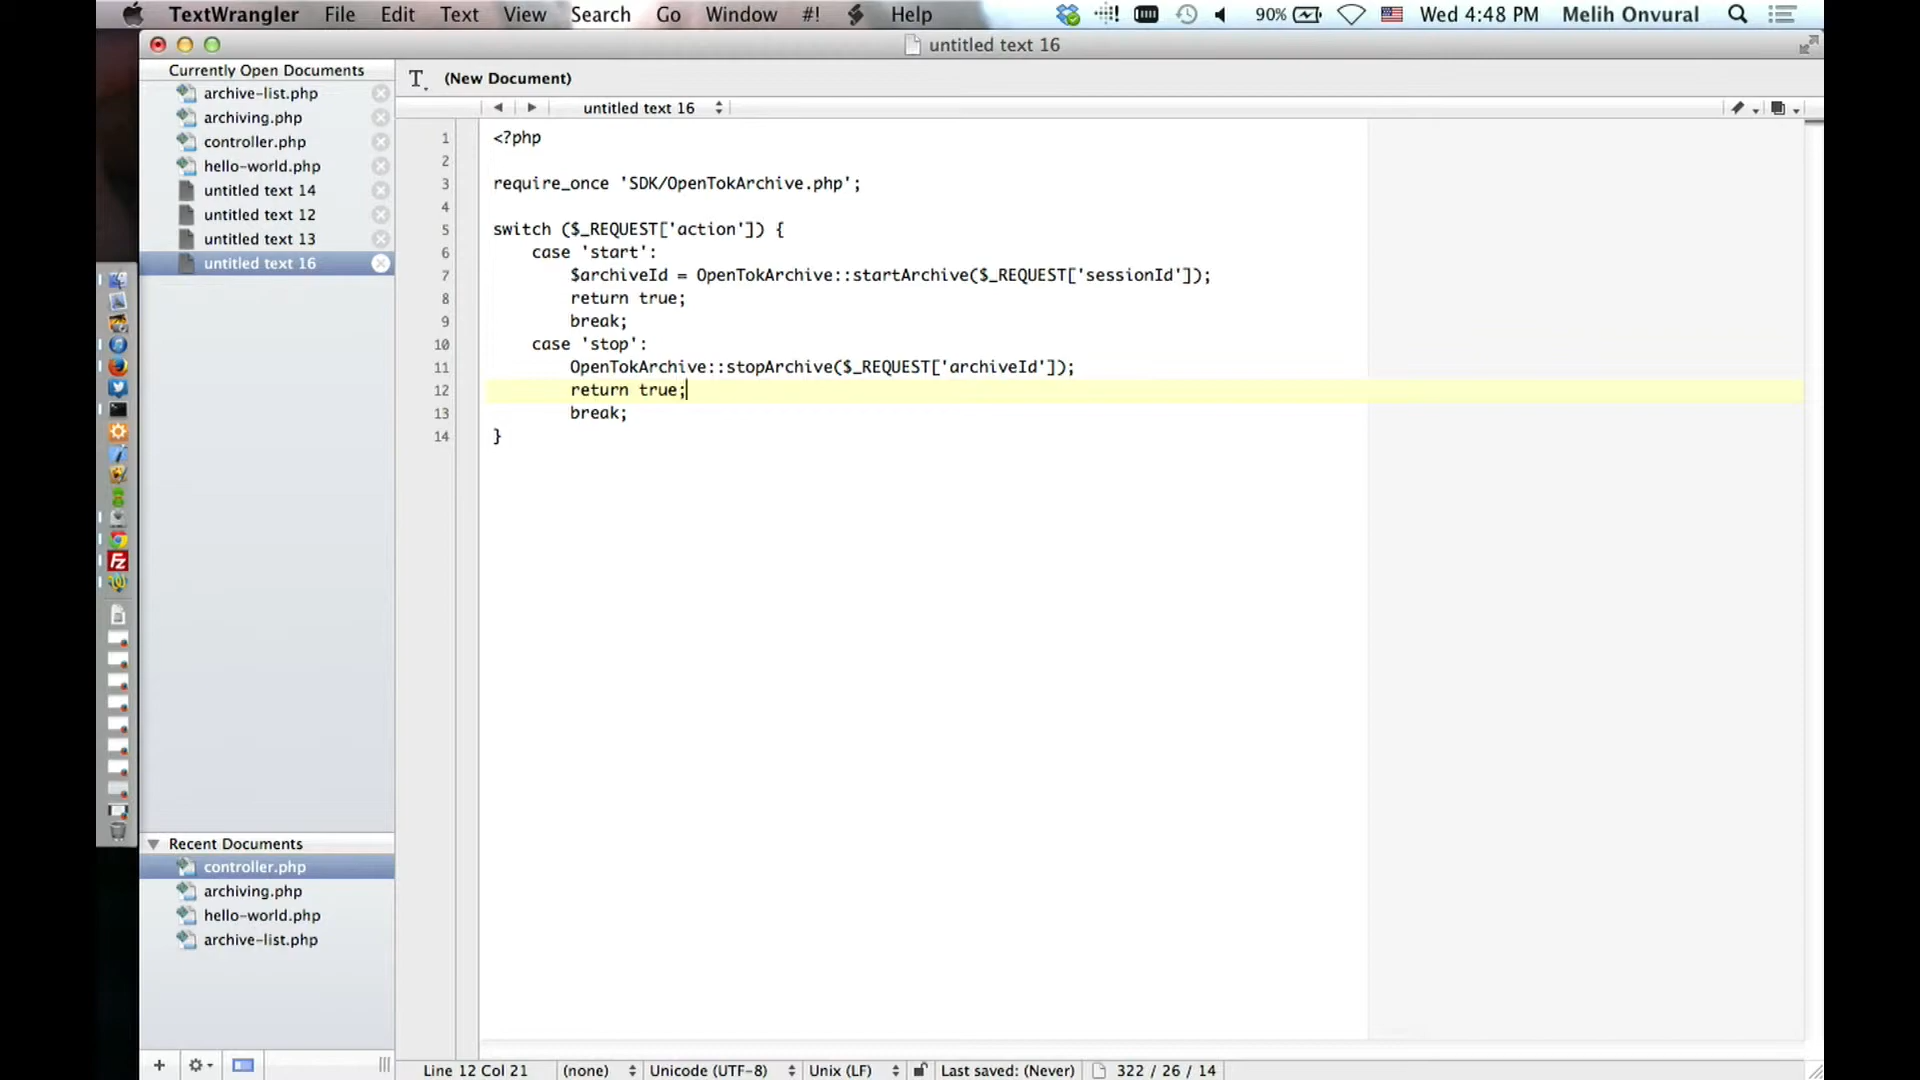 TextWrangler File Edit Text View Search Go Window #! Help 90% Wed 4:48 PM Melih Onvural
untitled text 16
Currently Open Documents
archive-list.php
archiving.php
controller.php
hello-world.php
untitled text 14
untitled text 12
untitled text 13
untitled text 16
Recent Documents
controller.php
archiving.php
hello-world.php
archive-list.php
T. (New Document)
untitled text 16
1 <?php
2
3 require_once 'SDK/OpenTokArchive.php';
4
5 switch ($_REQUEST['action']) {
6 case 'start':
7 $archiveId = OpenTokArchive::startArchive($_REQUEST['sessionId']);
8 return true;
9 break;
10 case 'stop':
11 OpenTokArchive::stopArchive($_REQUEST['archiveId']);
12 return true;
13 break;
14 }
Line 12 Col 21 (none) Unicode (UTF-8) Unix (LF) Last saved: (Never) 322 / 26 / 14